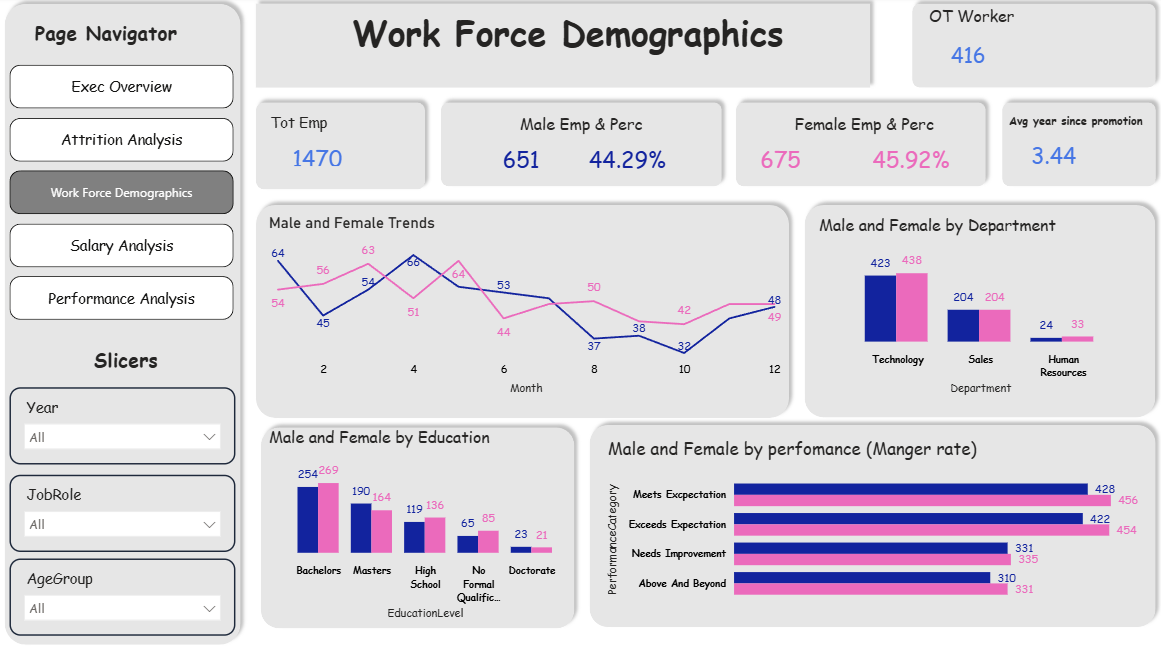 Page Navigator
Exec Overview
Attrition Analysis
Work Force Demographics
Salary Analysis
Performance Analysis
Slicers
Year
All
JobRole
All
AgeGroup
All
Work Force Demographics
OT Worker
416
Tot Emp
1470
Male Emp & Perc
651 44.29%
Female Emp & Perc
675 45.92%
Avg year since promotion
3.44
Male and Female Trends
64
54
45
56
54
63
66
51
64
53
44
37
50
38
32
42
48
49
2 4 6 8 10 12
Month
Male and Female by Department
423 438
204 204
24 33
Technology
Sales
Human
Resources
Department
Male and Female by Education
254 269
190 164
119 136
65 85
23 21
Bachelors
Masters
High
School
No
Formal
Qualific...
Doctorate
EducationLevel
Male and Female by perfomance (Manger rate)
PerformanceCategory
Meets Excpectation
428
456
Exceeds Expectation
422
454
Needs Improvement
331
335
Above And Beyond
310
331